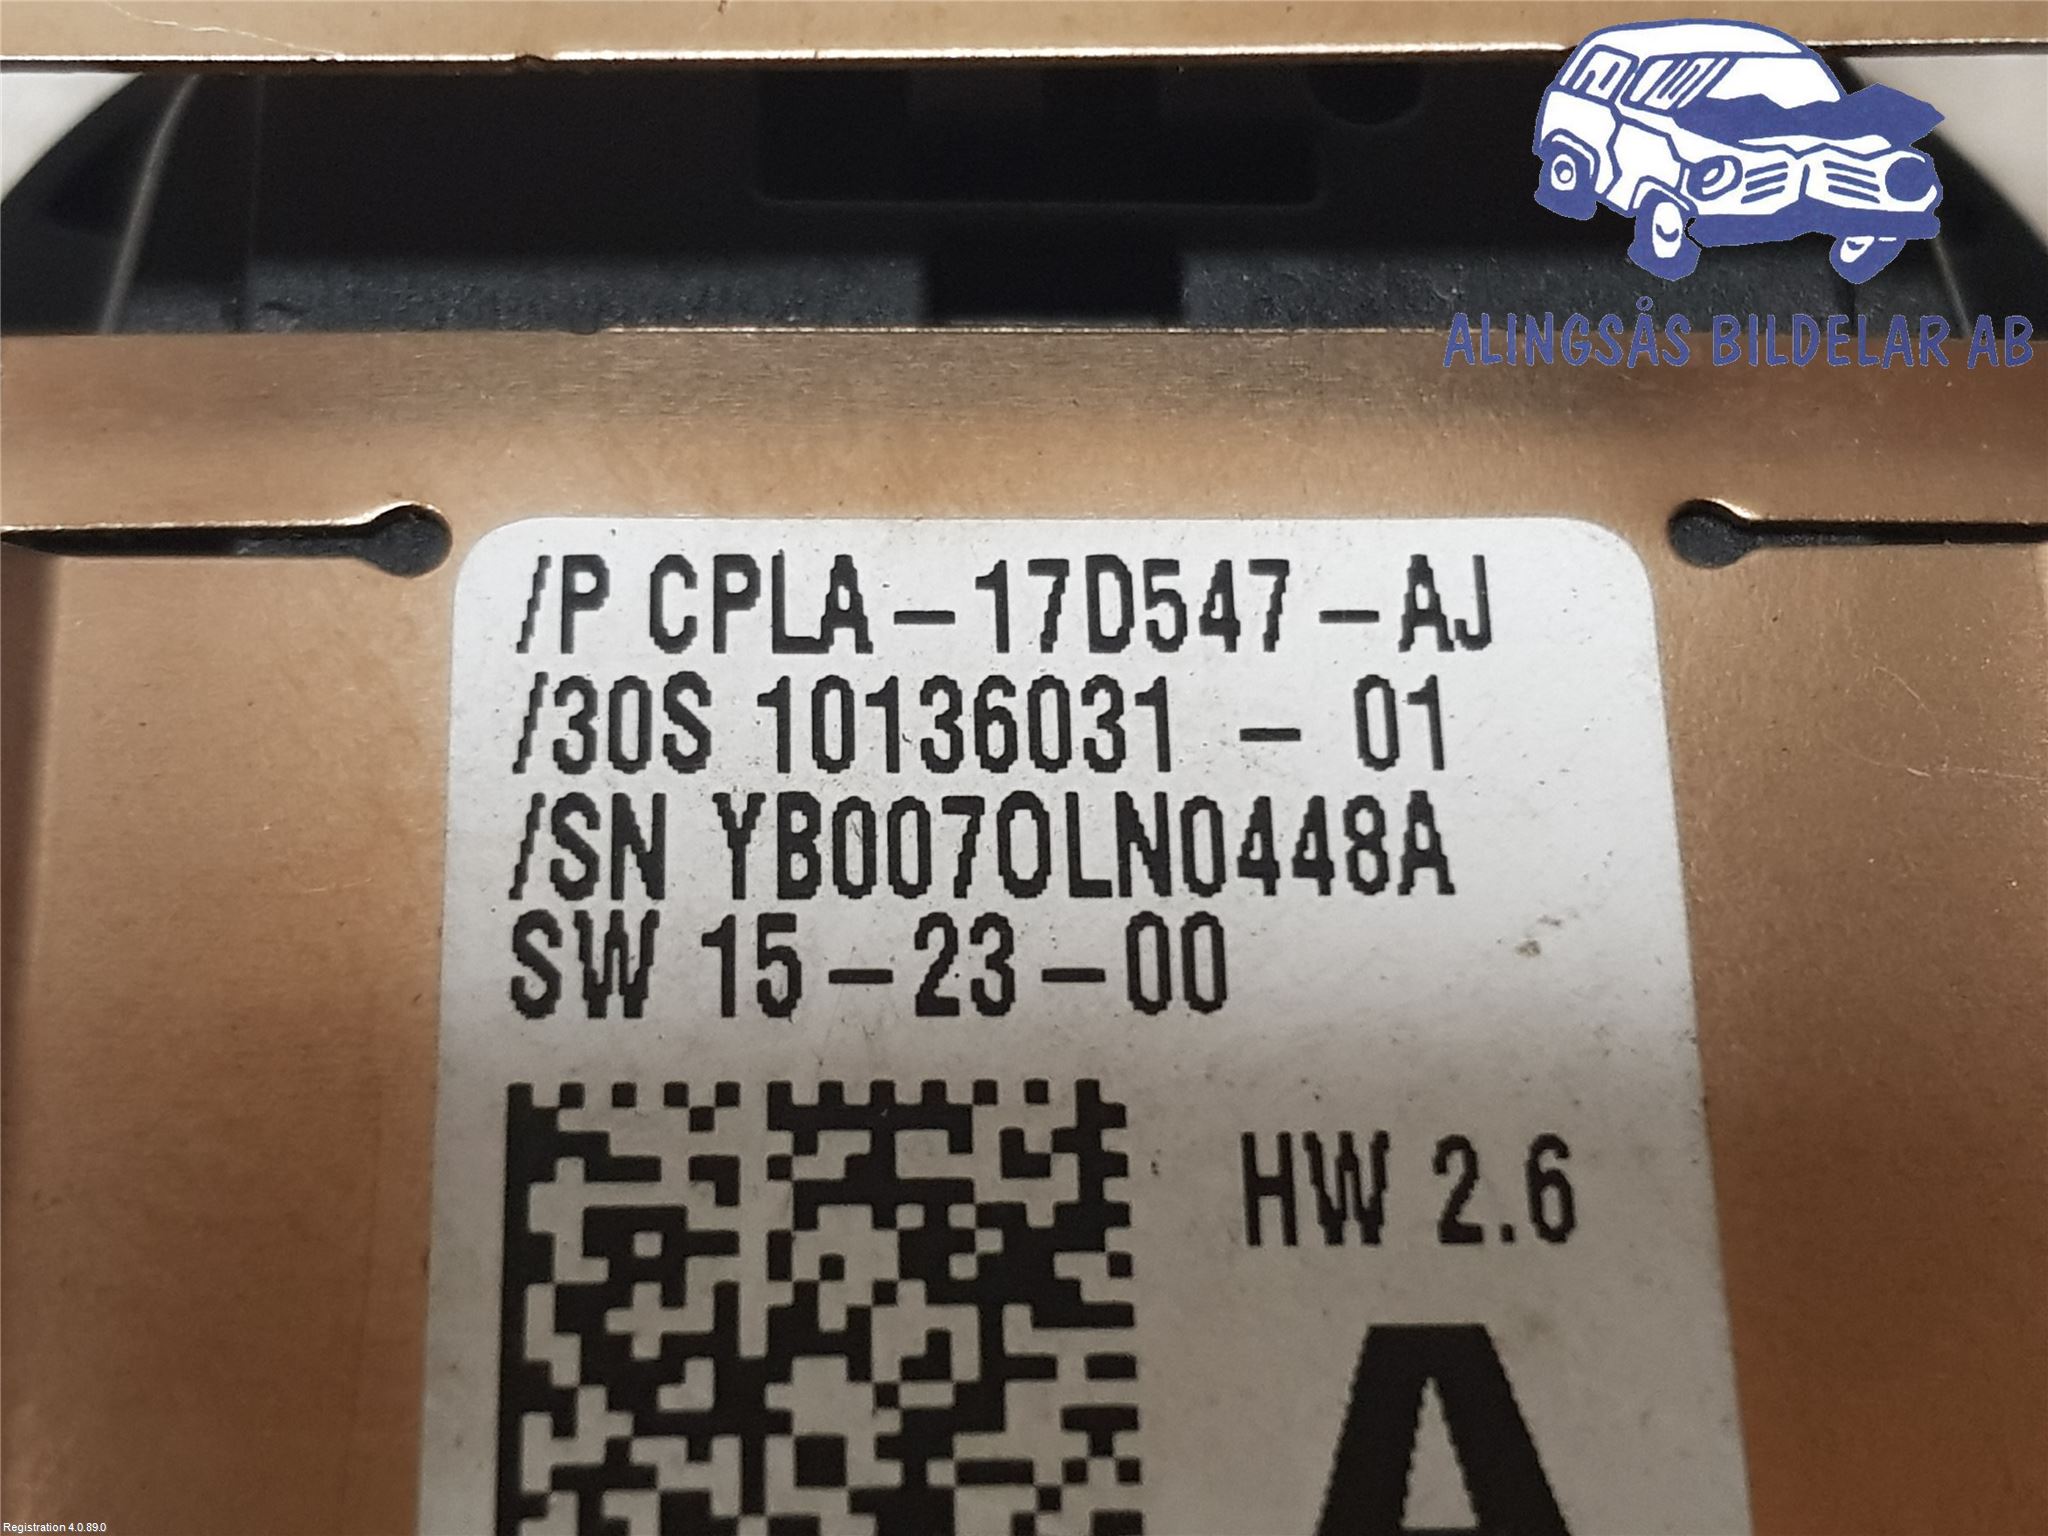 ALINGSÅS BILDELAR AB
/P CPLA-17D547-AJ
/30S 10136031 - 01
/SN YB007OLN0448A
SW 15-23-00
HW 2.6
A
Registration 4.0.89.0